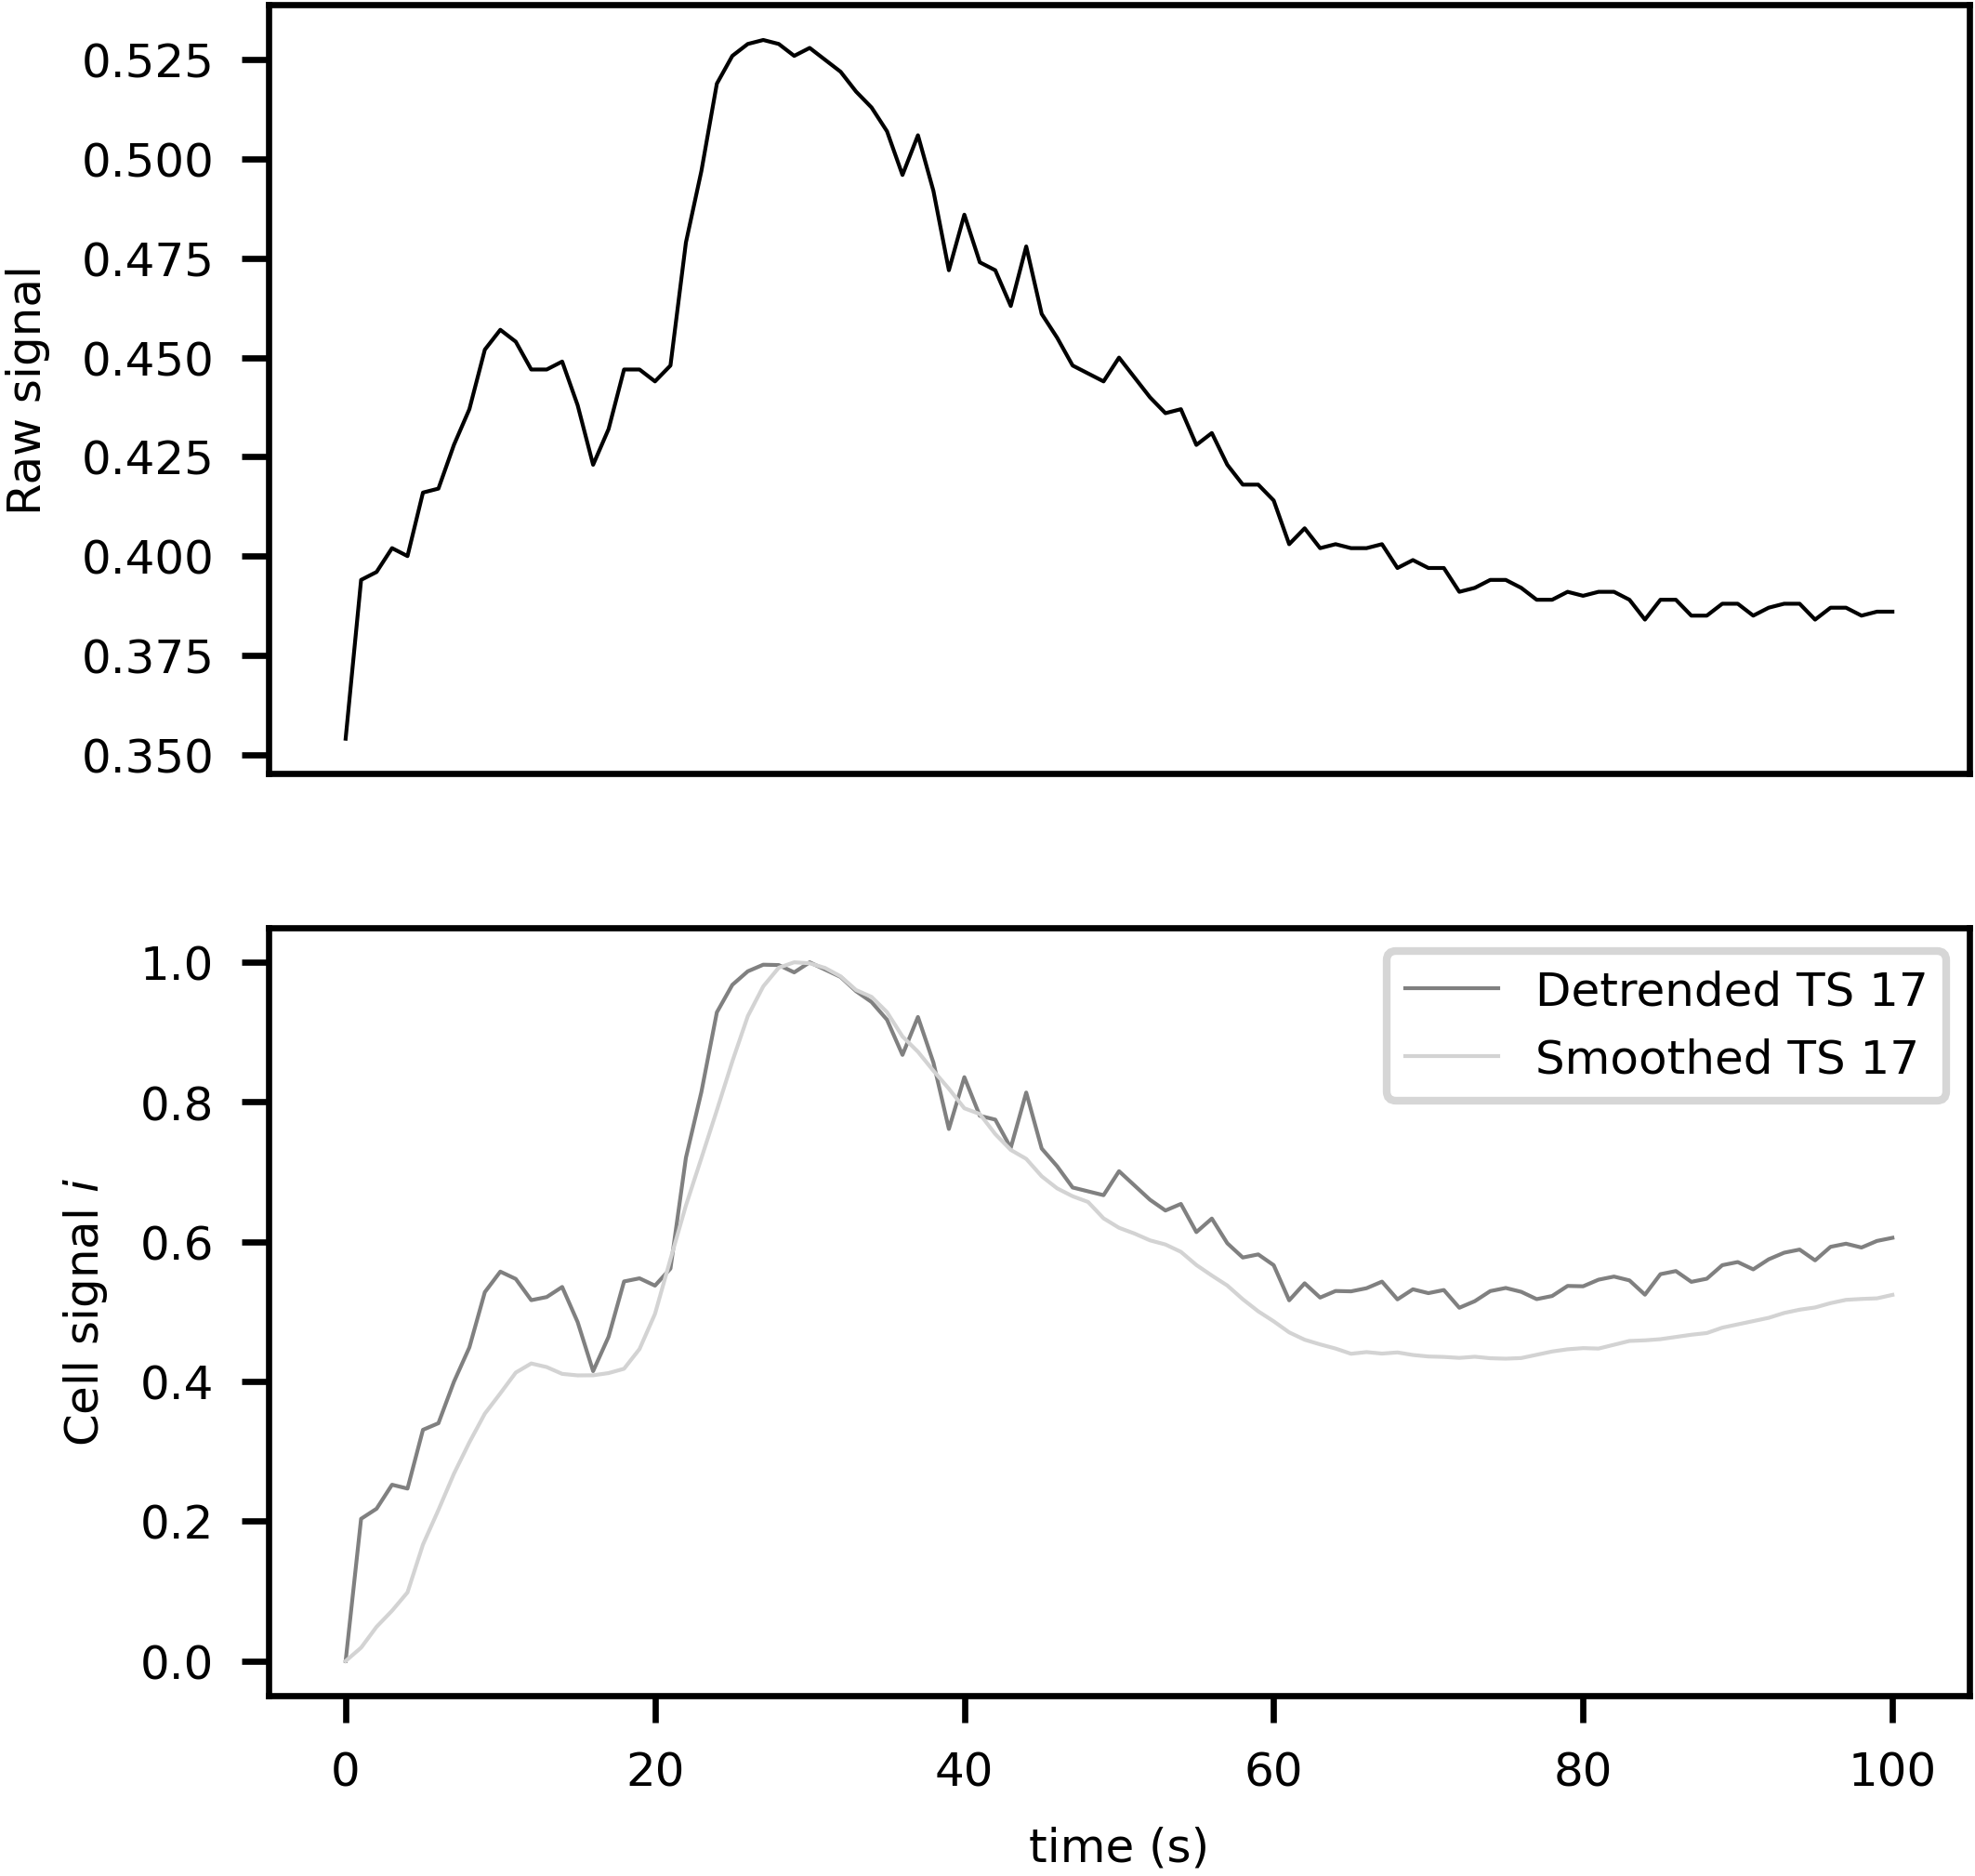 0.525
0.500
0.475
0.450
0.425
0.400
0.375
0.350
Raw signal
1.0
0.8
0.6
0.4
0.2
0.0
Cell signal i
Detrended TS 17
Smoothed TS 17
0 20 40 60 80 100
time (s)